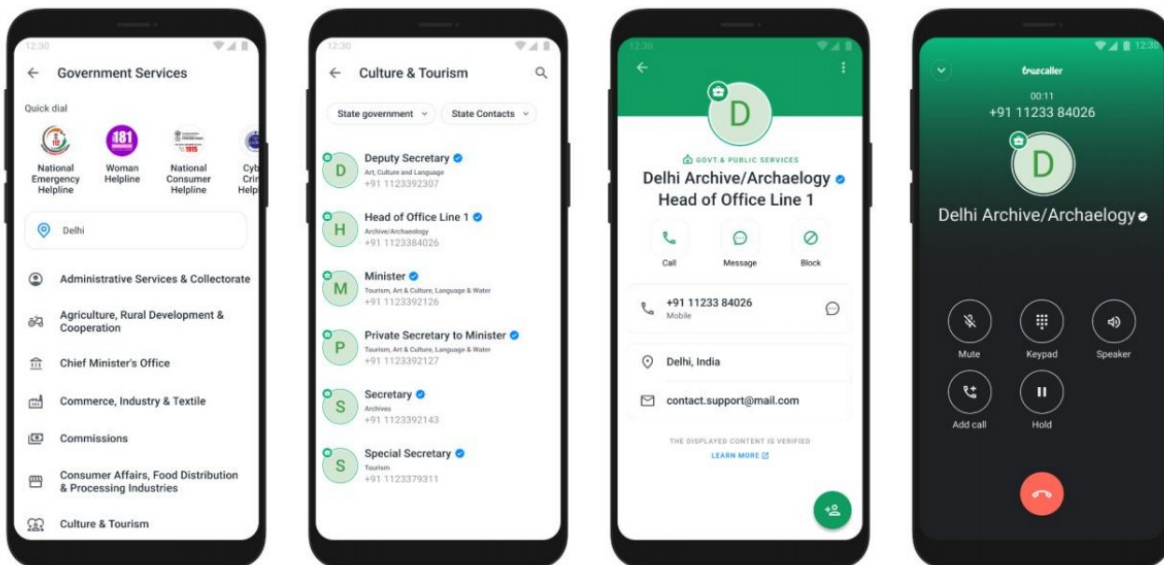 12:30
Government Services
Quick dial
181
1915
National
Emergency
Helpline
Woman
Helpline
National
Consumer
Helpline
Cyb
Crin
Help
Delhi
Administrative Services & Collectorate
Agriculture, Rural Development &
Cooperation
Chief Minister's Office
Commerce, Industry & Textile
Commissions
Consumer Affairs, Food Distribution
& Processing Industries
Culture & Tourism
12:30
Culture & Tourism
State government
State Contacts
D
Deputy Secretary
Art, Culture and Language
+91 1123392307
H
Head of Office Line 1
Archive/Archaeology
+91 1123384026
M
Minister
Tourism, Art & Culture, Language & Water
+91 1123392126
P
Private Secretary to Minister
Tourism, Art & Culture, Language & Water
+91 1123392127
S
Secretary
Archives
+91 1123392143
S
Special Secretary
Tourism
+91 1123379311
12:30
D
GOVT & PUBLIC SERVICES
Delhi Archive/Archaelogy
Head of Office Line 1
Call
Message
Block
+91 11233 84026
Mobile
Delhi, India
contact.support@mail.com
THE DISPLAYED CONTENT IS VERIFIED
LEARN MORE
12:30
truecaller
00:11
+91 11233 84026
D
Delhi Archive/Archaelogy
Mute
Keypad
Speaker
Add call
Hold